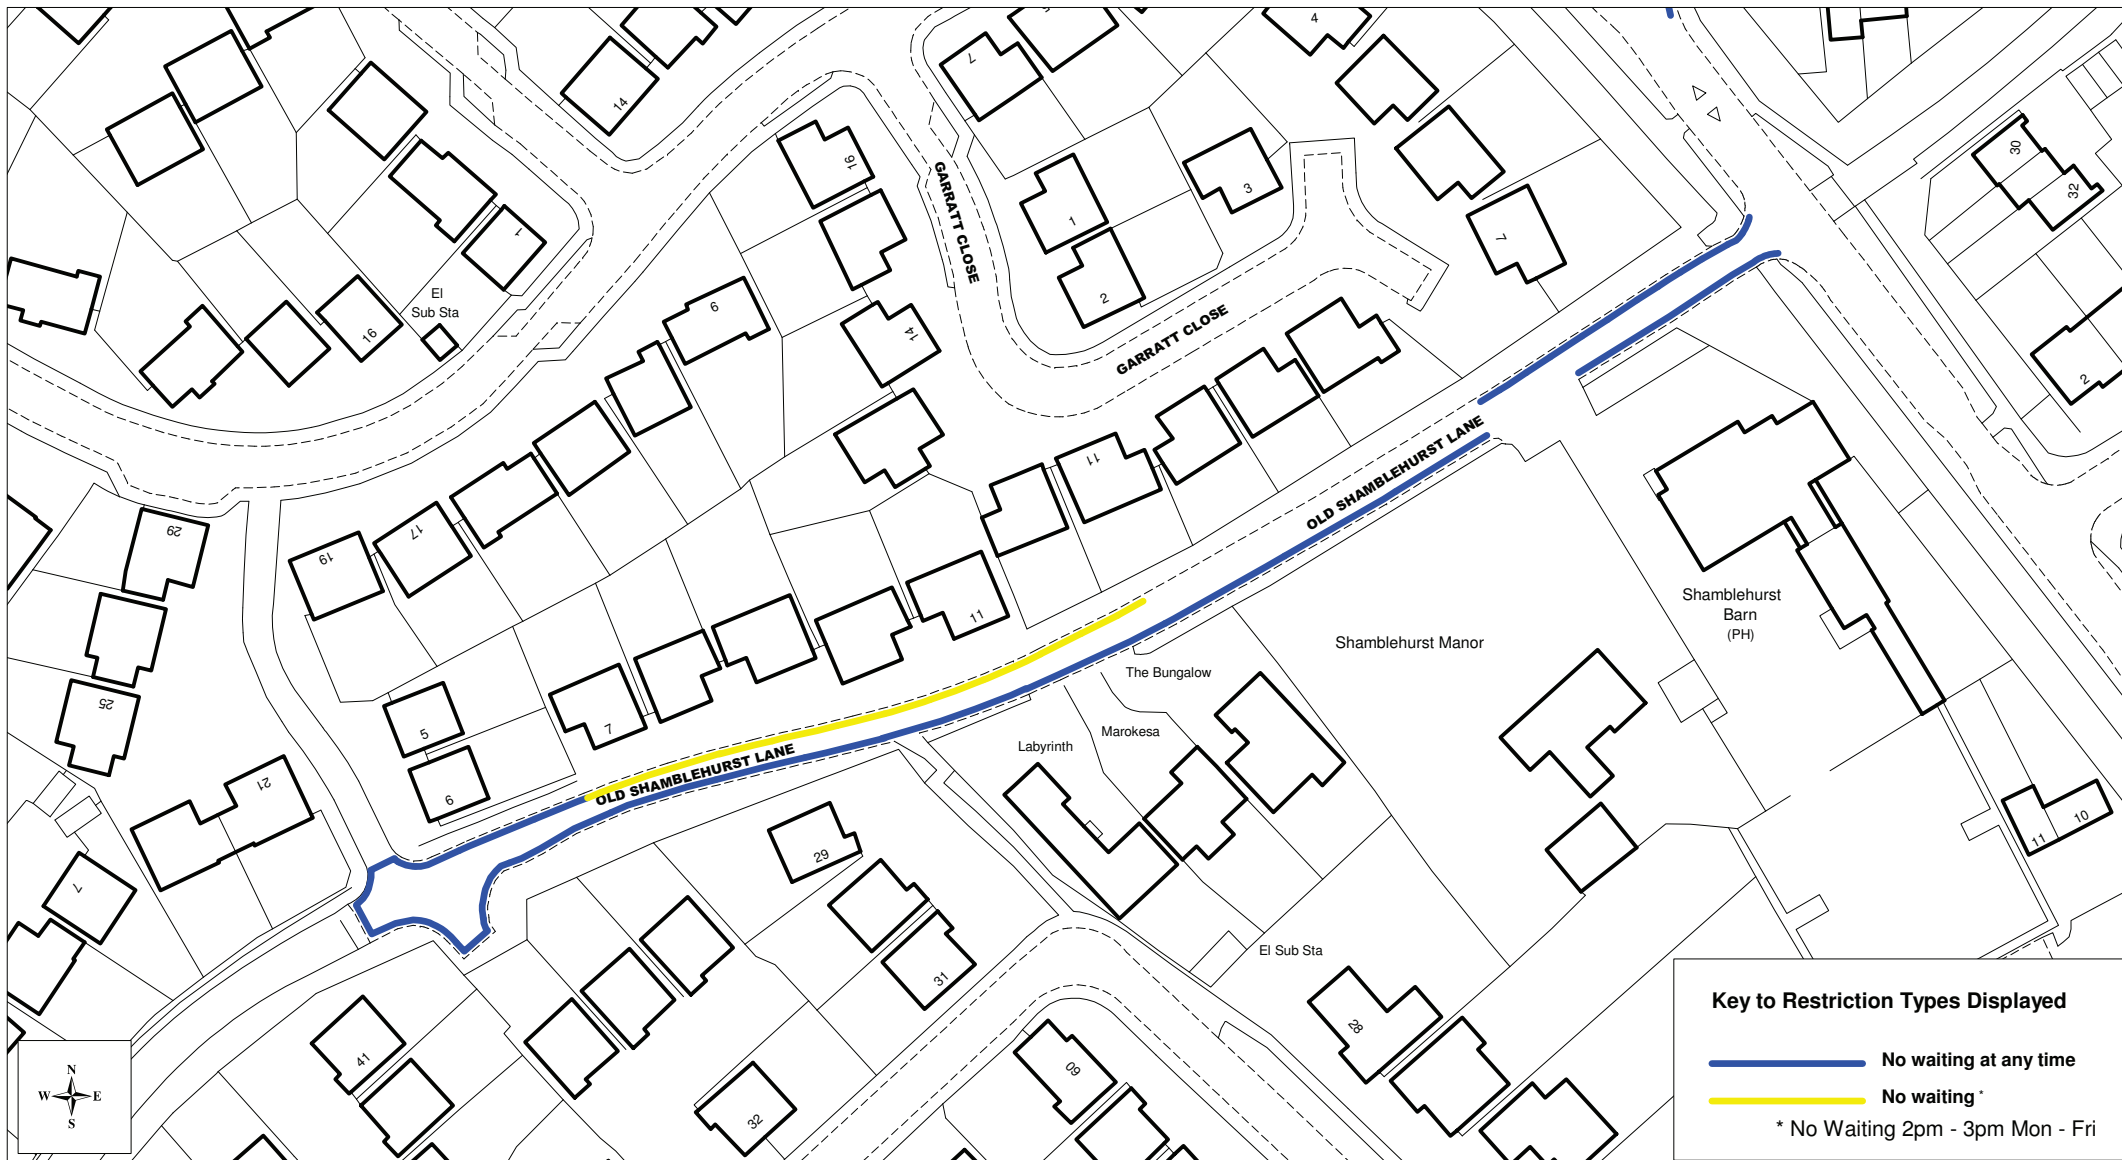 4
7
14
16
GARRATT CLOSE
1
3
2
7
30
32
2
1
El
Sub Sta
16
9
14
GARRATT CLOSE
11
OLD SHAMBLEHURST LANE
29
19
17
25
21
7
5
6
7
11
OLD SHAMBLEHURST LANE
Shamblehurst
Barn
(PH)
Shamblehurst Manor
The Bungalow
Marokesa
Labyrinth
29
31
11
10
El Sub Sta
28
41
32
60
N
W E
S
Key to Restriction Types Displayed
No waiting at any time
No waiting *
* No Waiting 2pm - 3pm Mon - Fri